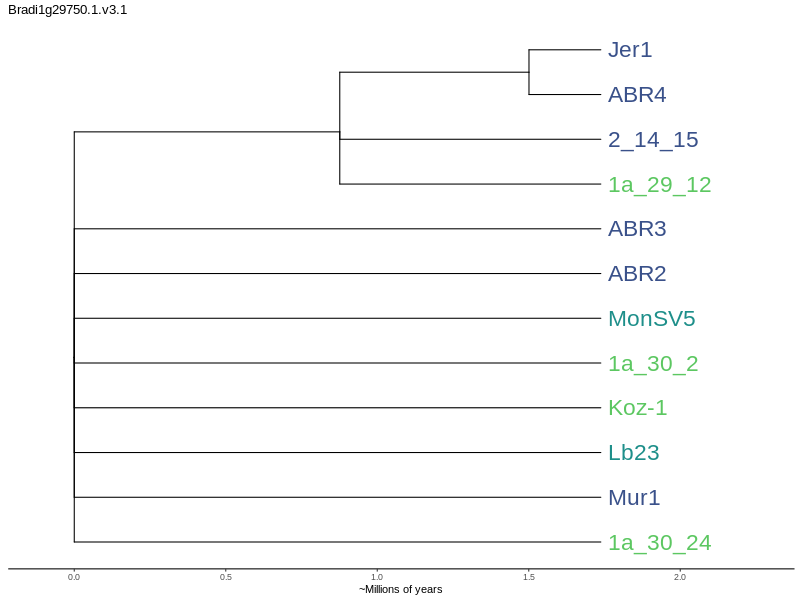 Bradi1g29750.1.v3.1
Jer1
ABR4
2_14_15
1a_29_12
ABR3
ABR2
MonSV5
1a_30_2
Koz-1
Lb23
Mur1
1a_30_24
0.0 0.5 1.0 1.5 2.0
~Millions of years